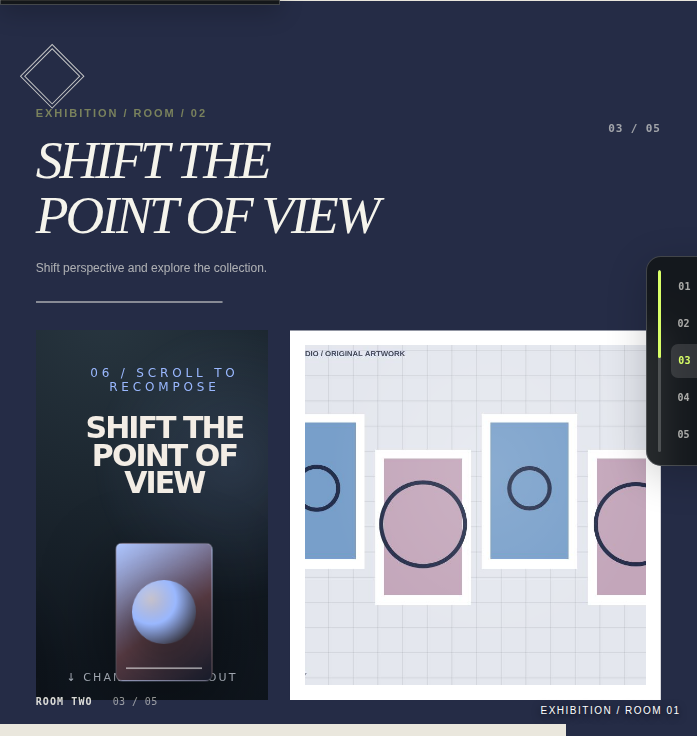 EXHIBITION / ROOM / 02
03 / 05
SHIFT THE
POINT OF VIEW
Shift perspective and explore the collection.
01
02
03
04
05
06 / SCROLL TO
RECOMPOSE
SHIFT THE
POINT OF
VIEW
DIO / ORIGINAL ARTWORK
↓
ROOM TWO 03 / 05
EXHIBITION / ROOM 01